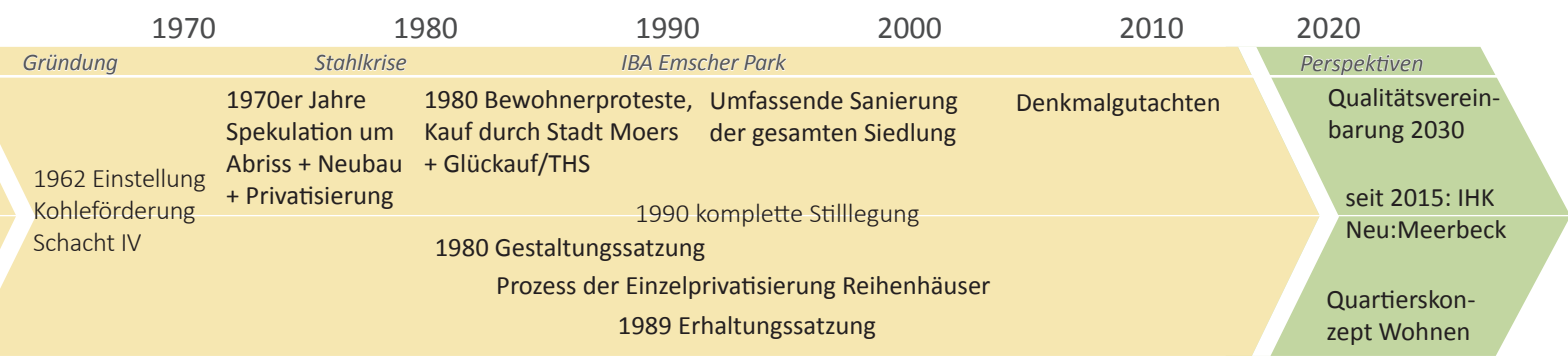 1970 1980 1990 2000 2010 2020
Gründung Stahlkrise IBA Emscher Park Perspektiven
1962 Einstellung
Kohleförderung
Schacht IV
1970er Jahre
Spekulation um
Abriss + Neubau
+ Privatisierung
1980 Bewohnerproteste,
Kauf durch Stadt Moers
+ Glückauf/THS
Umfassende Sanierung
der gesamten Siedlung
Denkmalgutachten
1990 komplette Stilllegung
1980 Gestaltungssatzung
Prozess der Einzelprivatisierung Reihenhäuser
1989 Erhaltungssatzung
Qualitätsverein-
barung 2030
seit 2015: IHK
Neu:Meerbeck
Quartierskon-
zept Wohnen